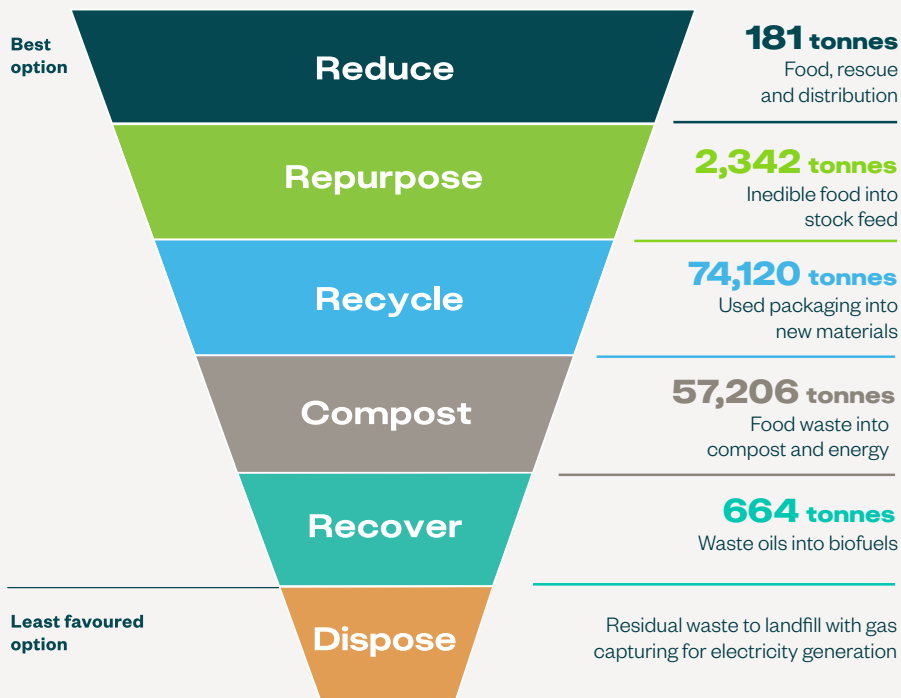 Best
option
Reduce
181 tonnes
Food, rescue
and distribution
Repurpose
2,342 tonnes
Inedible food into
stock feed
Recycle
74,120 tonnes
Used packaging into
new materials
Compost
57,206 tonnes
Food waste into
compost and energy
Recover
664 tonnes
Waste oils into biofuels
Least favoured
option
Dispose
Residual waste to landfill with gas
capturing for electricity generation